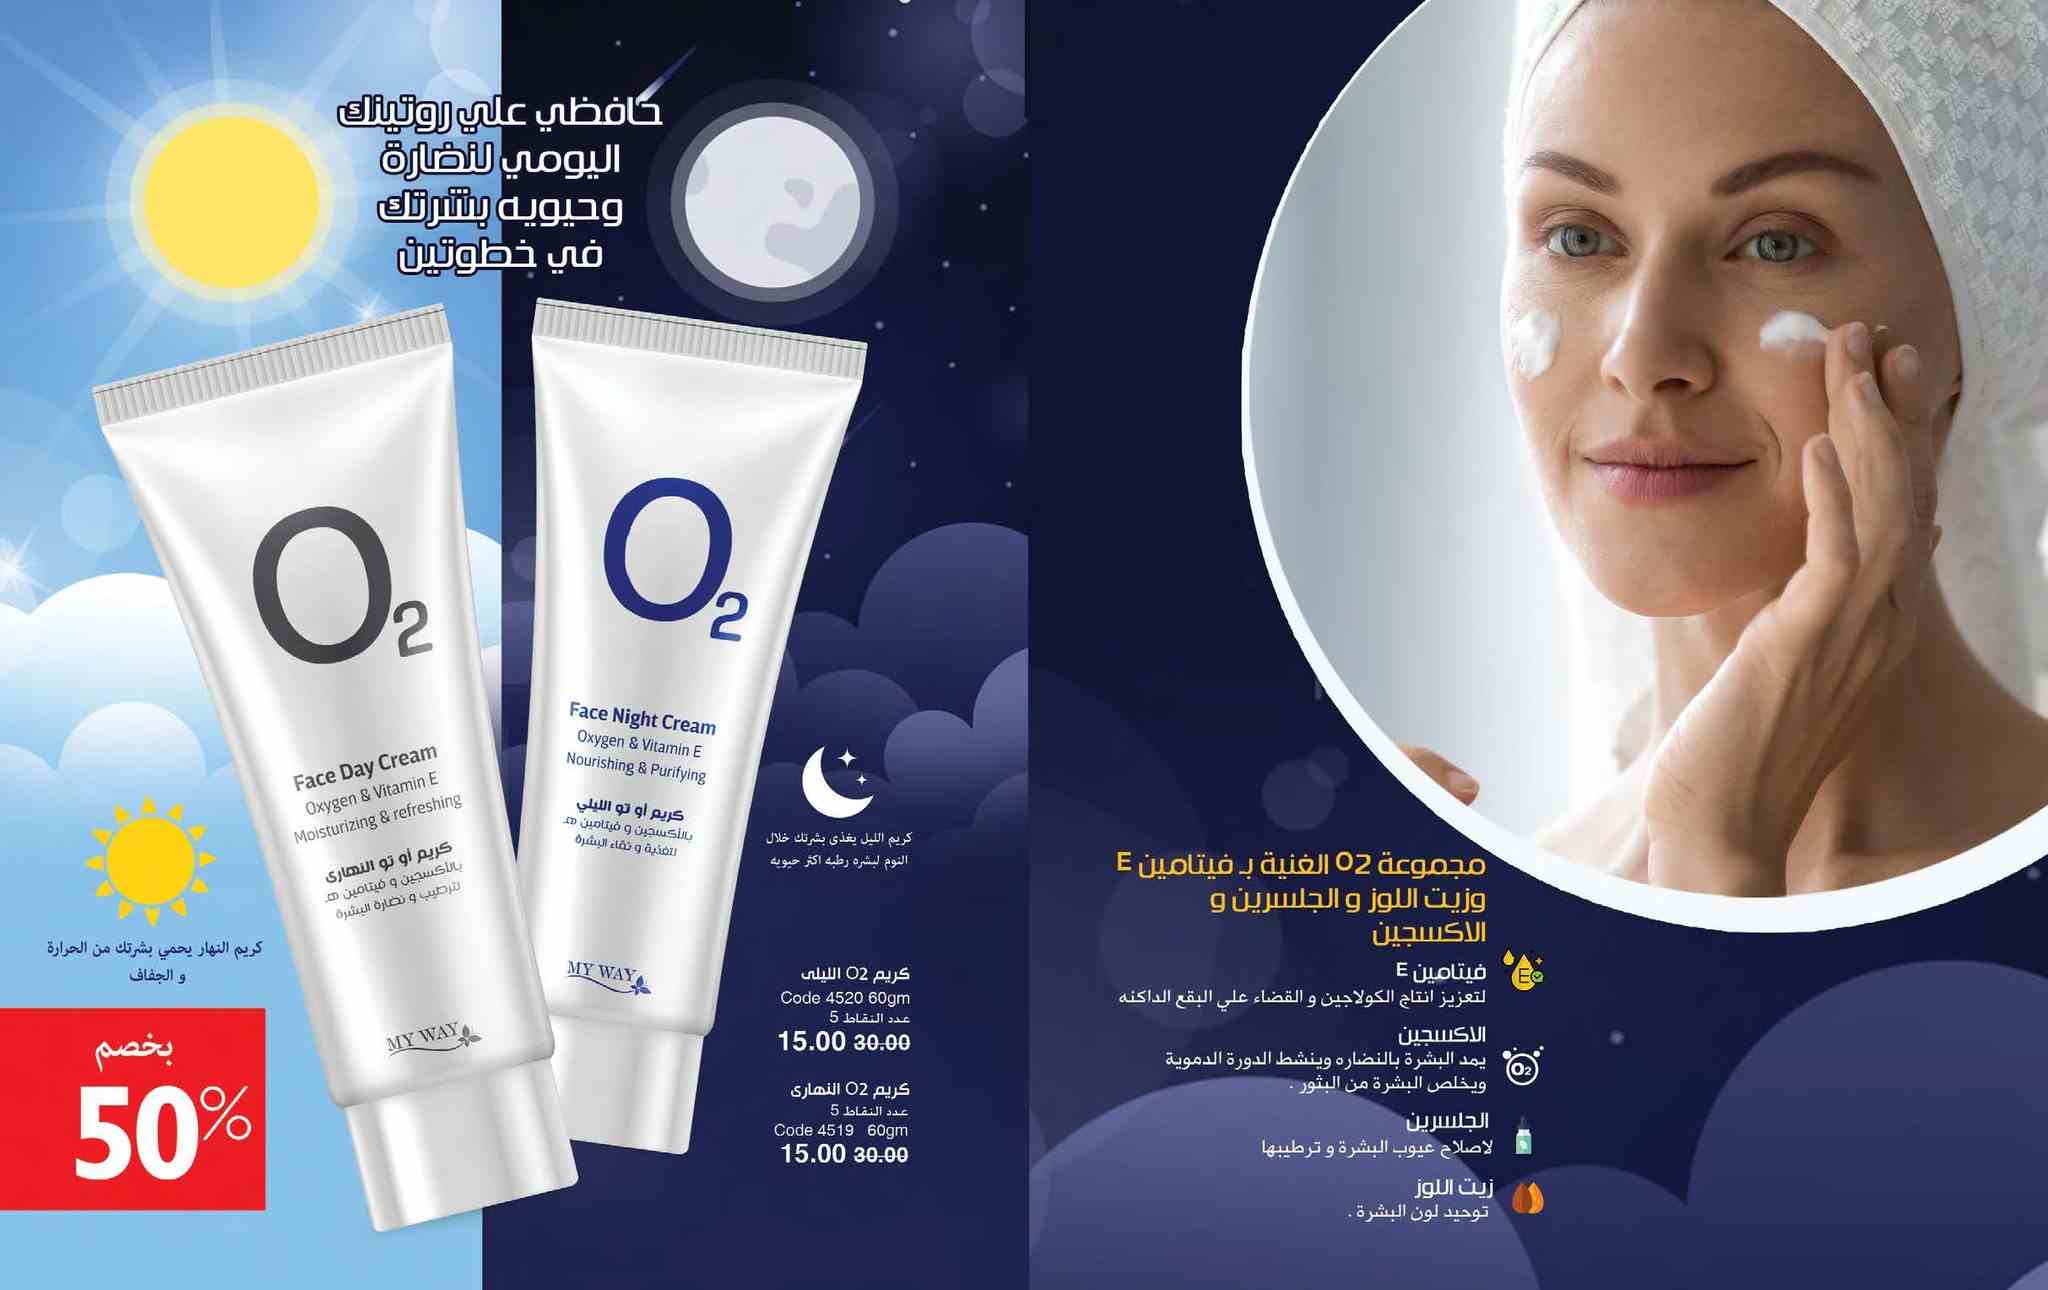 حافظي علي روتينك
اليومي لنضارة
وحيويه بشرتك
في خطوتين
O2
Face Day Cream
Oxygen & Vitamin E
Moisturizing & refreshing
كريم أو تو النهارى
بالأكسجين و فيتامين هـ
لترطيب و نضارة البشرة
MY WAY
O2
Face Night Cream
Oxygen & Vitamin E
Nourishing & Purifying
كريم أو تو الليلي
بالأكسجين و فيتامين هـ
لتغذية و نقاء البشرة
MY WAY
كريم النهار يحمي بشرتك من الحرارة
و الجفاف
بخصم
50%
كريم الليل يغذى بشرتك خلال
النوم لبشره رطبه اكثر حيويه
كريم O2 الليلى
Code 4520 60gm
عدد النقاط 5
15.00 30.00
كريم O2 النهارى
عدد النقاط 5
Code 4519 60gm
15.00 30.00
مجموعة O2 الغنية بـ فيتامين E
وزيت اللوز و الجلسرين و
الاكسجين
فيتامين E
لتعزيز انتاج الكولاجين و القضاء علي البقع الداكنه
الاكسجين
يمد البشرة بالنضاره وينشط الدورة الدموية
ويخلص البشرة من البثور .
الجلسرين
لاصلاح عيوب البشرة و ترطيبها
زيت اللوز
توحيد لون البشرة .
E
O2